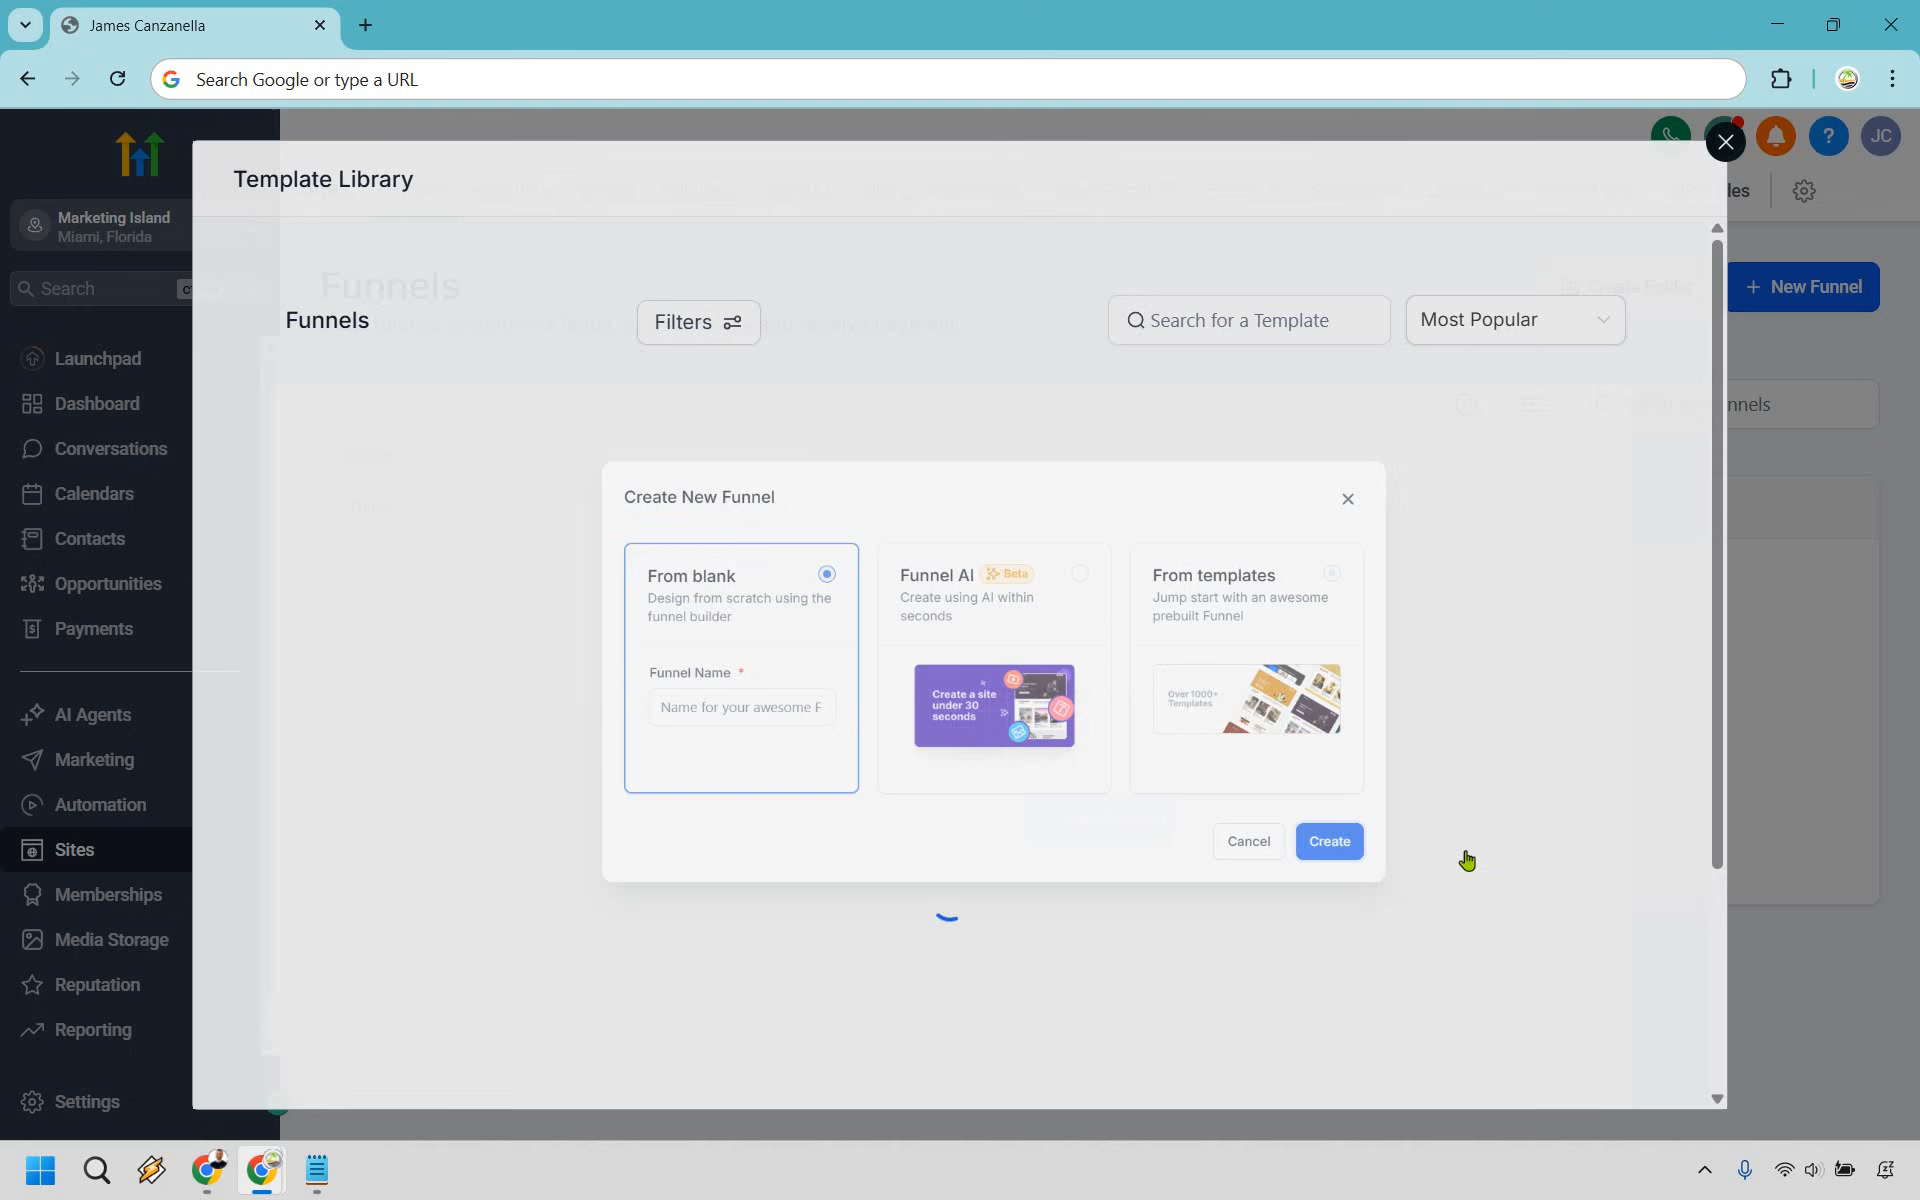 James Canzanella
Search Google or type a URL
JC
Template Library
les
Marketing Island
Miami, Florida
Search
Funnels
New Funnel
Funnels
Filters
Search for a Template
Most Popular
nnels
Launchpad
Dashboard
Conversations
Calendars
Contacts
Opportunities
Payments
AI Agents
Marketing
Automation
Sites
Memberships
Media Storage
Reputation
Reporting
Settings
Create New Funnel
From blank
Design from scratch using the
funnel builder
Funnel Name *
Name for your awesome F
Funnel AI Beta
Create using AI within
seconds
Create a site
under 30
seconds
From templates
Jump start with an awesome
prebuilt Funnel
Over 1000+
Templates
Cancel
Create